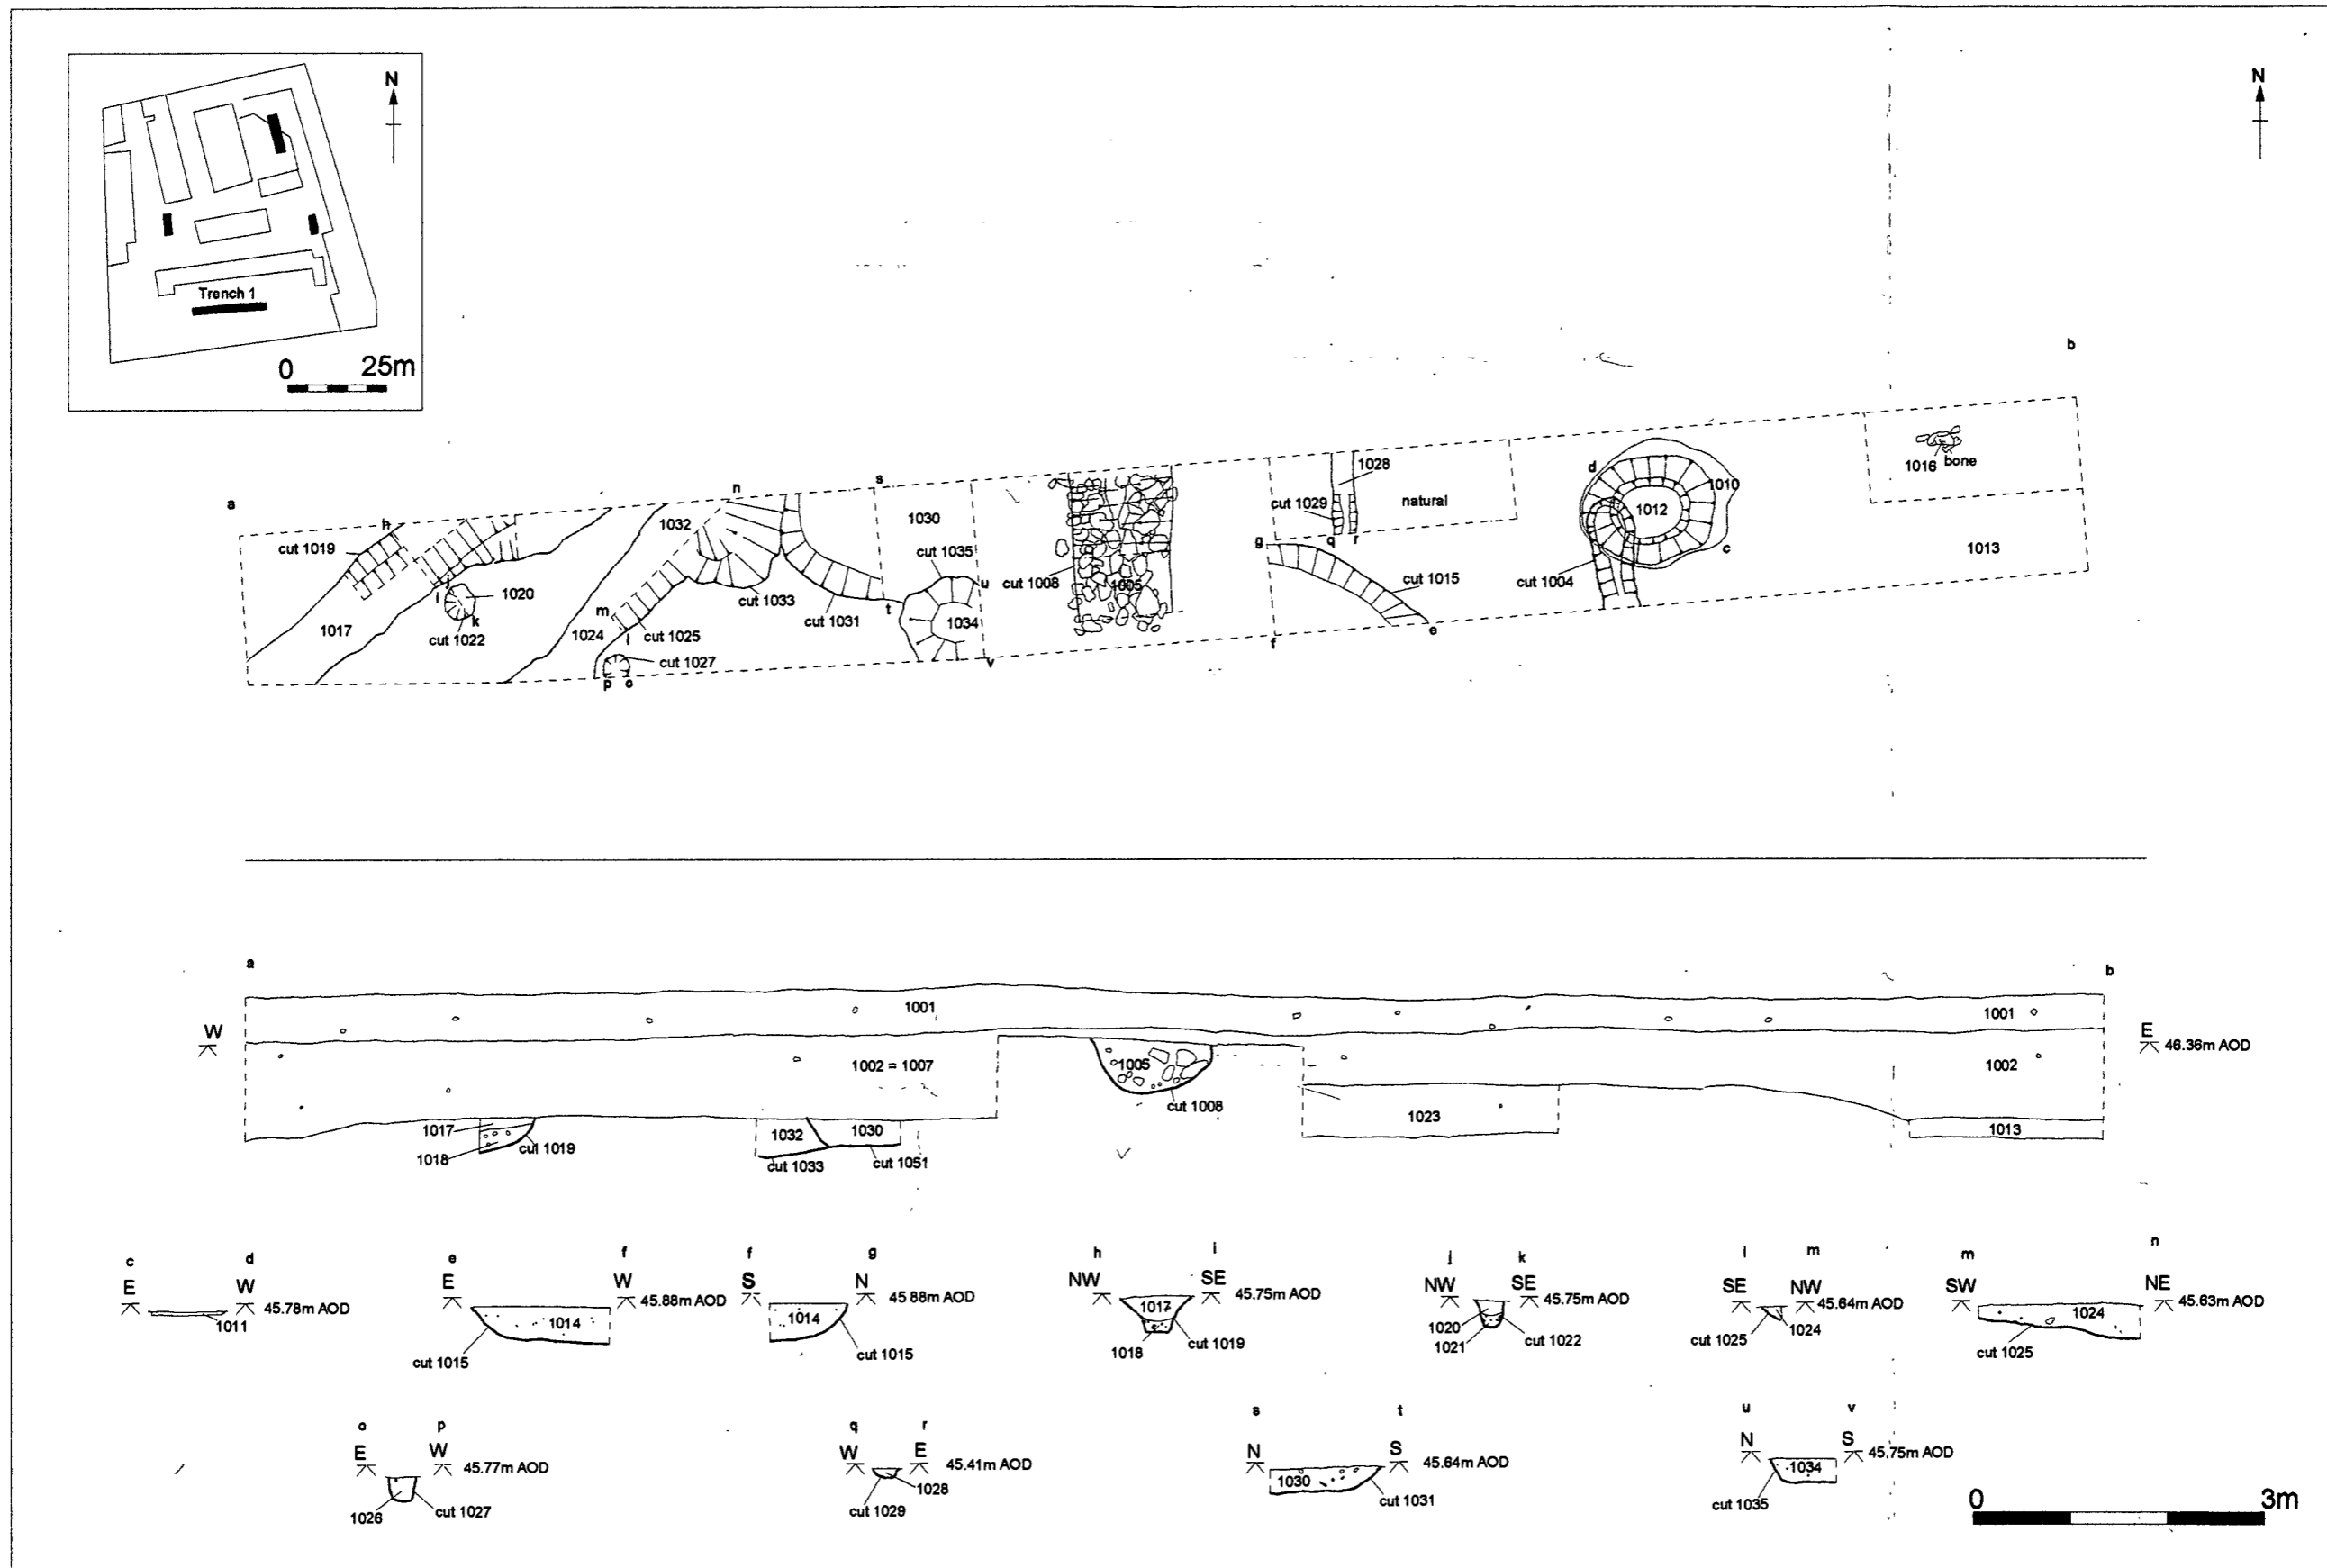 N
Trench 1
0 25m
N
b
a
h
cut 1019
1017
j
i
1020
k
cut 1022
n
1032
m
1024
l
cut 1025
cut 1027
p o
cut 1033
cut 1031
s
1030
cut 1035
t
u
1034
v
cut 1008
1005
g
f
cut 1029
1028
q r
natural
cut 1015
e
d
1010
1012
c
cut 1004
1016 bone
1013
a
b
W
E
46.36m AOD
1001
1001
1002 = 1007
1002
1005
cut 1008
1017
1018
cut 1019
1032
1030
cut 1033
cut 1051
1023
1013
c d
E W
45.78m AOD
1011
e f
E W
45.88m AOD
1014
cut 1015
f g
S N
45 88m AOD
1014
cut 1015
h i
NW SE
45.75m AOD
1017
1018
cut 1019
j k
NW SE
45.75m AOD
1020
1021
cut 1022
l m
SE NW
45.64m AOD
cut 1025
1024
m n
SW NE
45.63m AOD
1024
cut 1025
o p
E W
45.77m AOD
1026
cut 1027
q r
W E
45.41m AOD
1028
cut 1029
s t
N S
45.64m AOD
1030
cut 1031
u v
N S
45.75m AOD
1034
cut 1035
0 3m